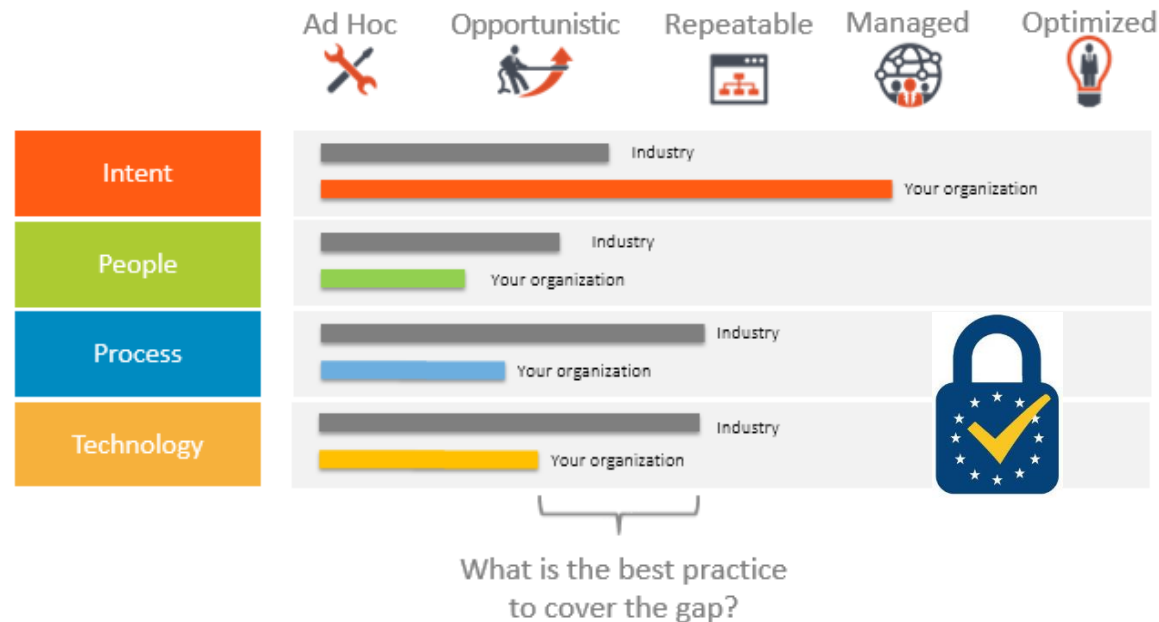 Ad Hoc Opportunistic Repeatable Managed Optimized
Intent
Industry
Your organization
People
Industry
Your organization
Process
Industry
Your organization
Technology
Industry
Your organization
What is the best practice
to cover the gap?